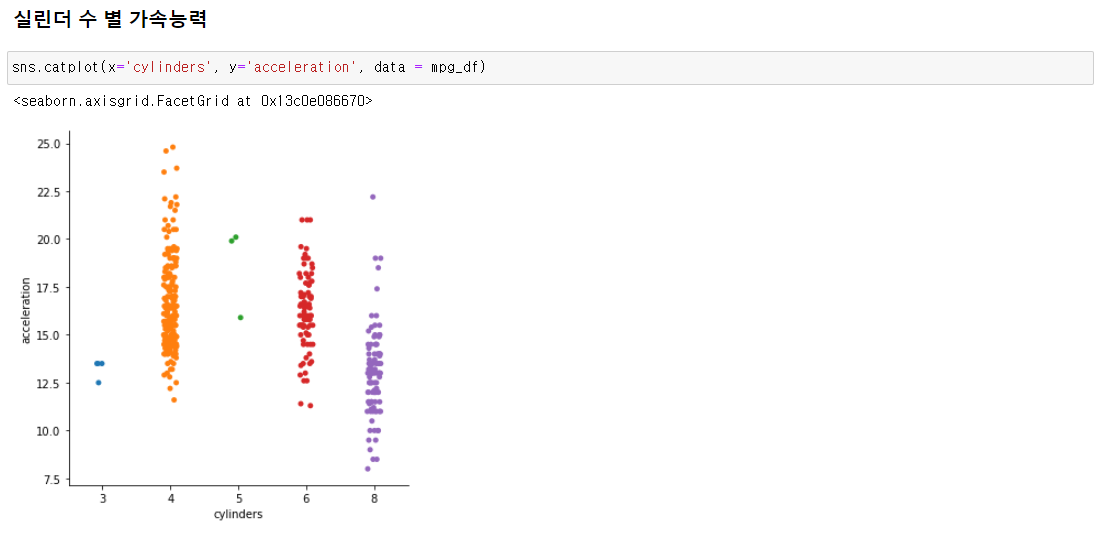 실린더 수 별 가속능력
sns.catplot(x='cylinders', y='acceleration', data = mpg_df)
<seaborn.axisgrid.FacetGrid at 0x13c0e086670>
25.0
22.5
20.0
17.5
15.0
12.5
10.0
7.5
acceleration
3 4 5 6 8
cylinders